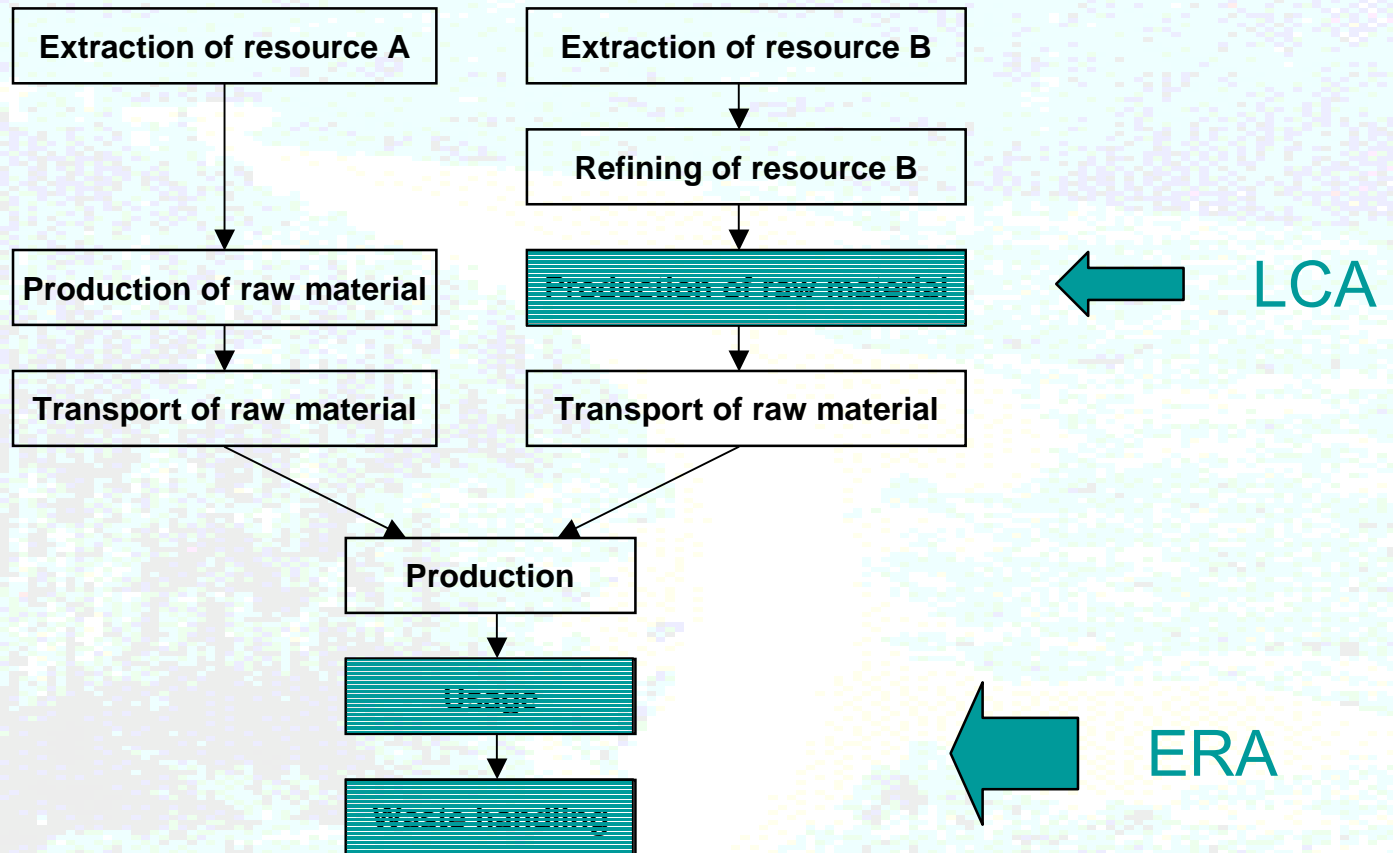 Extraction of resource A
Extraction of resource B
Refining of resource B
Production of raw material
Production of raw material
LCA
Transport of raw material
Transport of raw material
Production
Usage
ERA
Waste handling